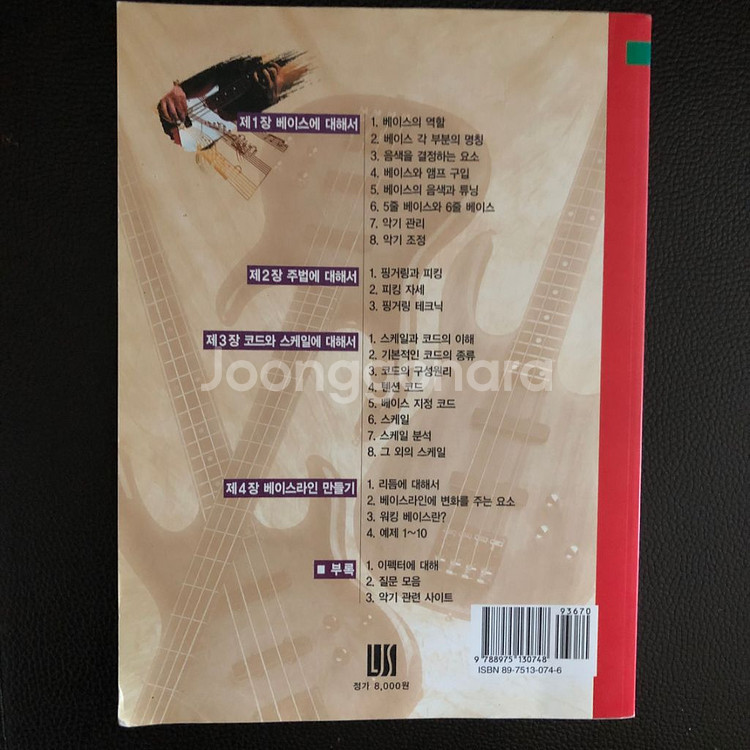 제1장 베이스에 대해서
1. 베이스의 역할
2. 베이스 각 부분의 명칭
3. 음색을 결정하는 요소
4. 베이스와 앰프 구입
5. 베이스의 음색과 튜닝
6. 5줄 베이스와 6줄 베이스
7. 악기 관리
8. 악기 조정
제2장 주법에 대해서
1. 핑거링과 피킹
2. 피킹 자세
3. 핑거링 테크닉
제3장 코드와 스케일에 대해서
1. 스케일과 코드의 이해
2. 기본적인 코드의 종류
3. 코드의 구성원리
4. 텐션 코드
5. 베이스 지정 코드
6. 스케일
7. 스케일 분석
8. 그 외의 스케일
Joonggonara
제4장 베이스라인 만들기
1. 리듬에 대해서
2. 베이스라인에 변화를 주는 요소
3. 워킹 베이스란?
4. 예제 1~10
■ 부록
1. 이펙터에 대해
2. 질문 모음
3. 악기 관련 사이트
93670
9 788975 130748
ISBN 89-7513-074-6
정가 8,000원